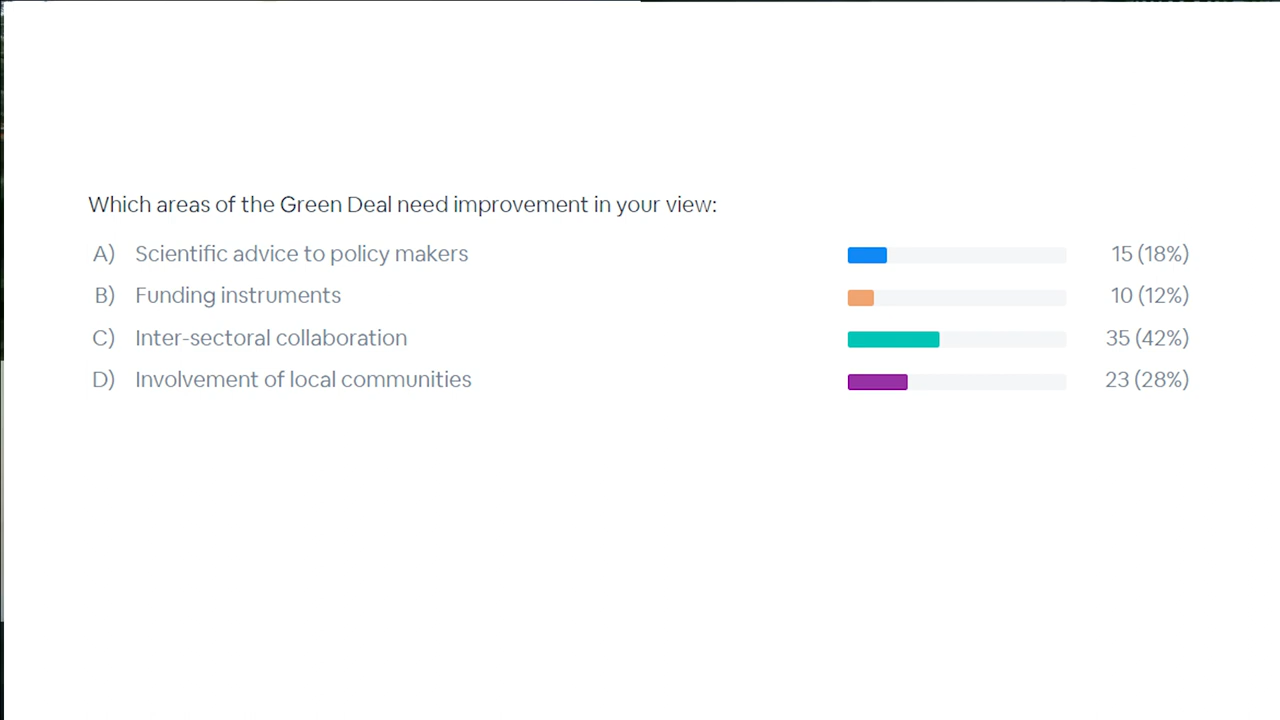 Which areas of the Green Deal need improvement in your view:
A) Scientific advice to policy makers 15 (18%)
B) Funding instruments 10 (12%)
C) Inter-sectoral collaboration 35 (42%)
D) Involvement of local communities 23 (28%)